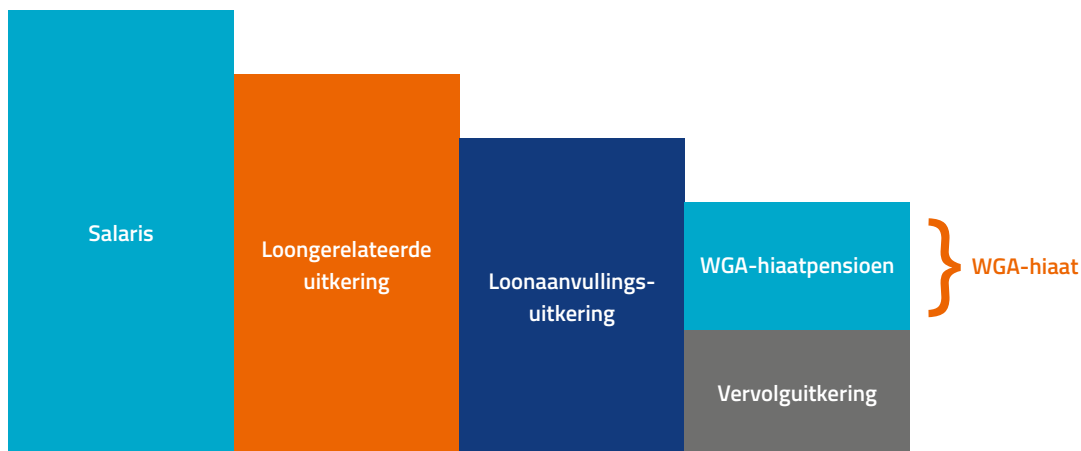 Salaris
Loongerelateerde
uitkering
Loonaanvullings-
uitkering
WGA-hiaatpensioen
WGA-hiaat
Vervolguitkering